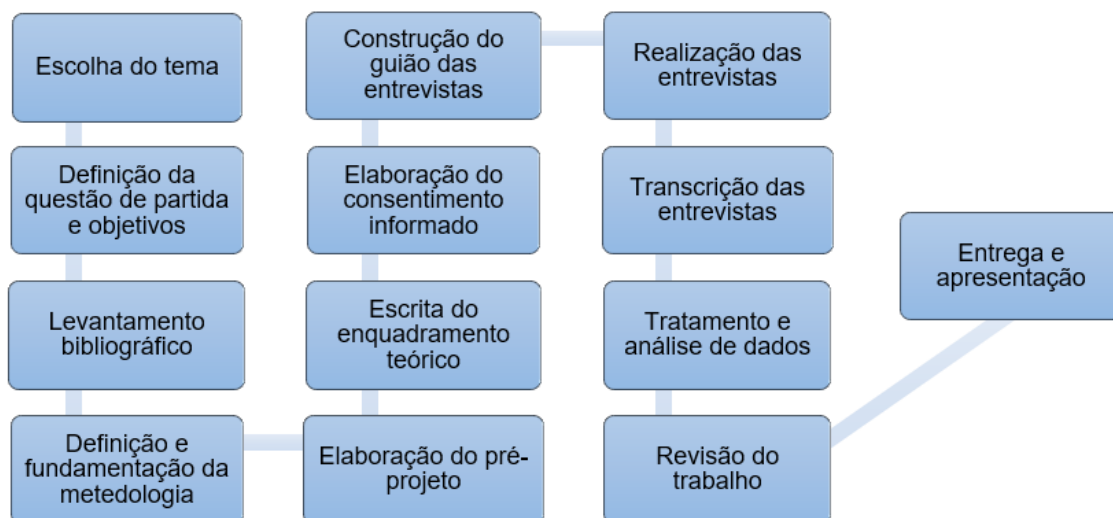 Escolha do tema
Definição da
questão de partida
e objetivos
Levantamento
bibliográfico
Definição e
fundamentação da
metedologia
Elaboração do pré-
projeto
Escrita do
enquadramento
teórico
Elaboração do
consentimento
informado
Construção do
guião das
entrevistas
Realização das
entrevistas
Transcrição das
entrevistas
Tratamento e
análise de dados
Revisão do
trabalho
Entrega e
apresentação